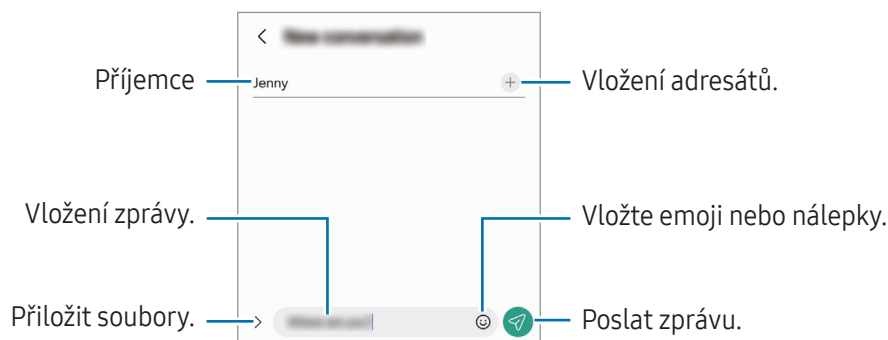 Příjemce
Jenny
Vložení adresátů.
Vložení zprávy.
Vložte emoji nebo nálepky.
Přiložit soubory.
Poslat zprávu.